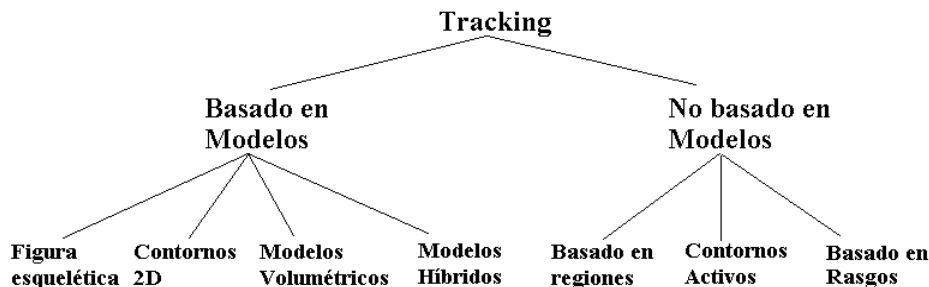 Tracking
Basado en
Modelos
No basado en
Modelos
Figura
esquelética
Contornos
2D
Modelos
Volumétricos
Modelos
Híbridos
Basado en
regiones
Contornos
Activos
Basado en
Rasgos